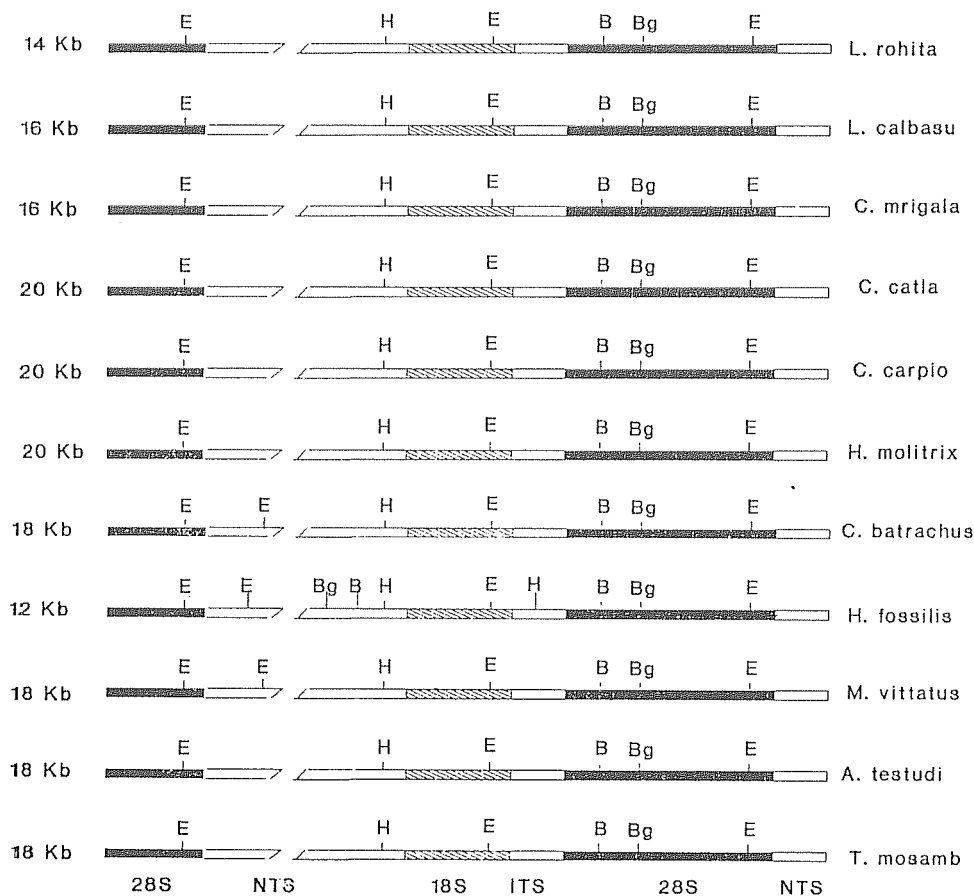 E H E B Bg E
14 Kb L. rohita
E H E B Bg E
16 Kb L. calbasu
E H E B Bg E
16 Kb C. mrigala
E H E B Bg E
20 Kb C. catla
E H E B Bg E
20 Kb C. carpio
E H E B Bg E
20 Kb H. molitrix
E E H E B Bg E
18 Kb C. batrachus
E E Bg B H E H B Bg E
12 Kb H. fossilis
E E H E B Bg E
18 Kb M. vittatus
E H E B Bg E
18 Kb A. testudi
E H E B Bg E
18 Kb T. mosamb
28S NTS 18S ITS 28S NTS